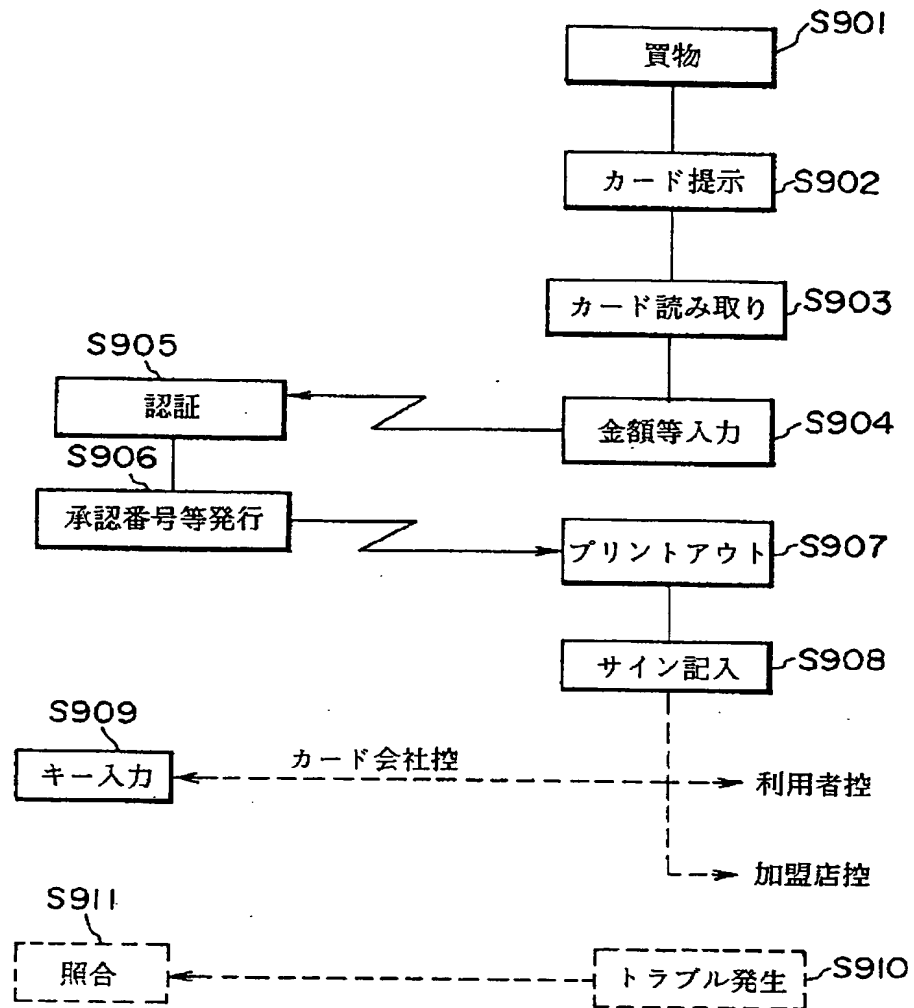 S901
買物
カード提示
S902
カード読み取り
S903
S905
認証
金額等入力
S904
S906
承認番号等発行
プリントアウト
S907
サイン記入
S908
S909
キー入力
カード会社控
利用者控
加盟店控
S911
照合
トラブル発生
S910